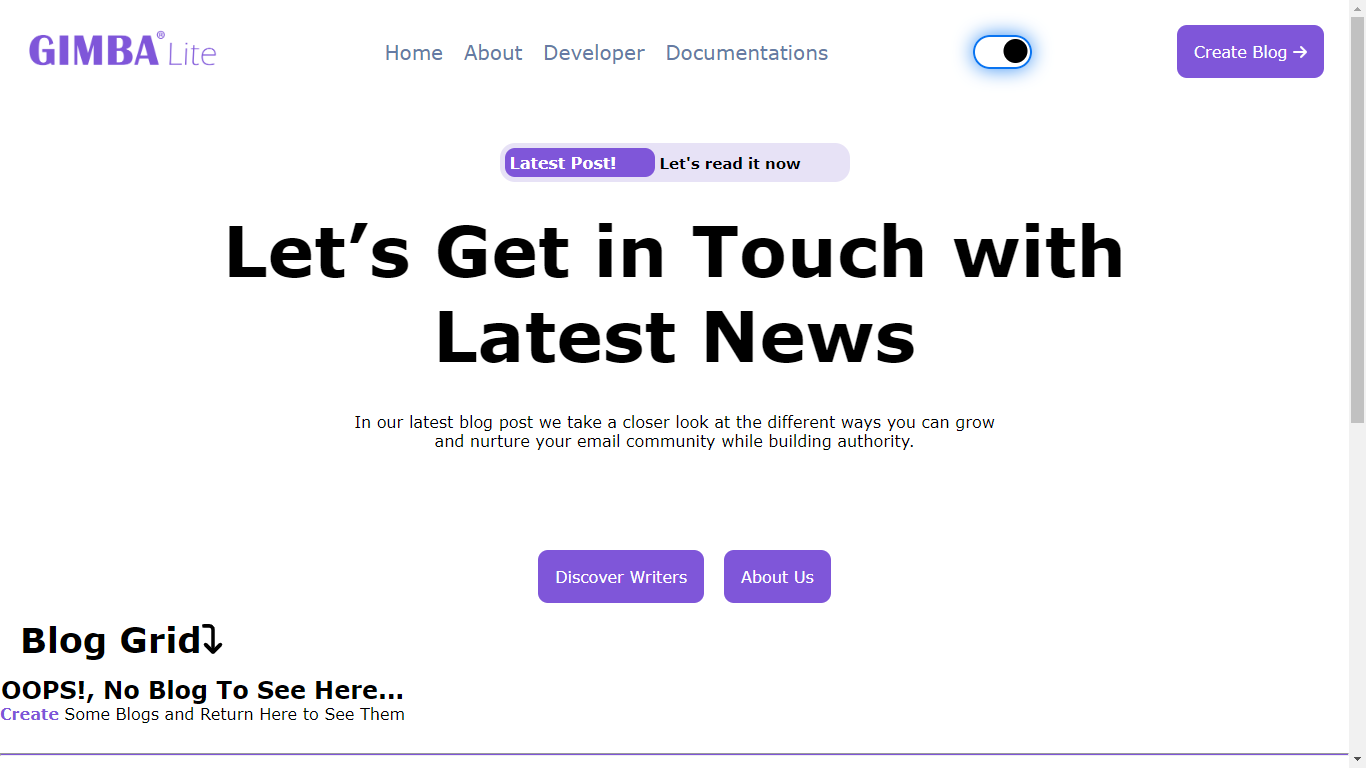 GIMBA® Lite
Home About Developer Documentations
Create Blog →
Latest Post! Let's read it now
Let’s Get in Touch with
Latest News
In our latest blog post we take a closer look at the different ways you can grow
and nurture your email community while building authority.
Discover Writers About Us
Blog Grid⤵
OOPS!, No Blog To See Here...
Create Some Blogs and Return Here to See Them